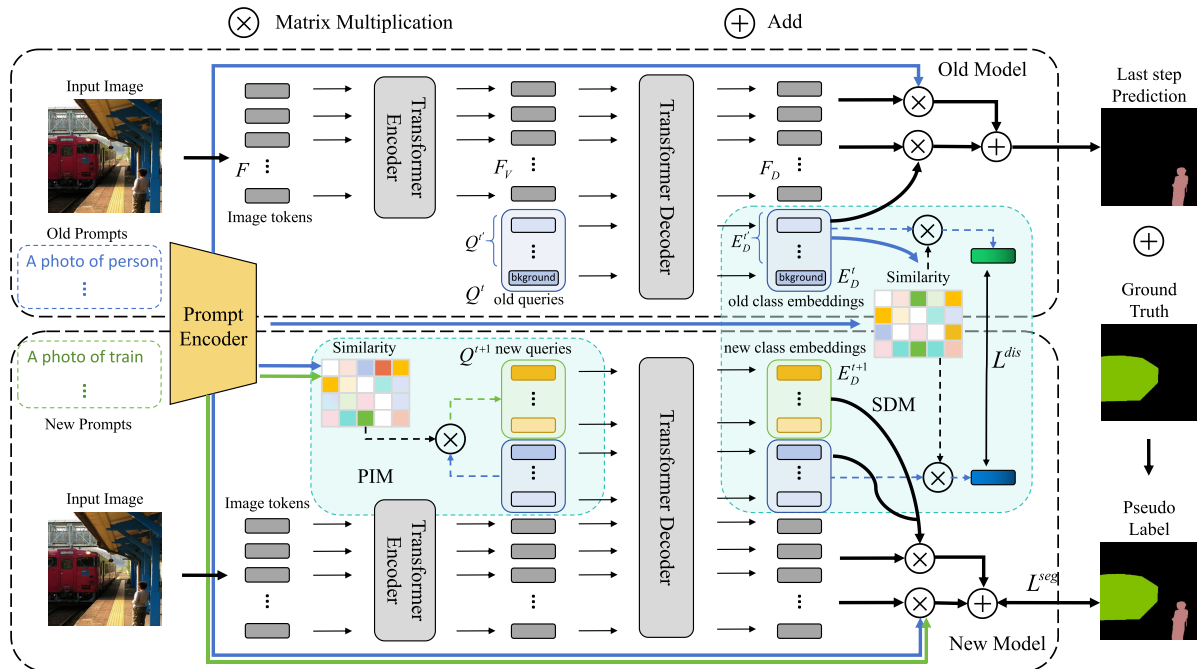 Matrix Multiplication
Add
Input Image
Old Model
Last step
Prediction
F
Transformer
Encoder
F_V
Transformer Decoder
F_D
Image tokens
Old Prompts
A photo of person
Q^{t'}
bkground
Q^t
old queries
E_D^{t'}
bkground
E_D^t
old class embeddings
Similarity
Ground
Truth
Prompt
Encoder
A photo of train
New Prompts
Similarity
Q^{t+1} new queries
PIM
new class embeddings
E_D^{t+1}
SDM
L^{dis}
Transformer Decoder
Input Image
Image tokens
Transformer
Encoder
Pseudo
Label
L^{seg}
New Model